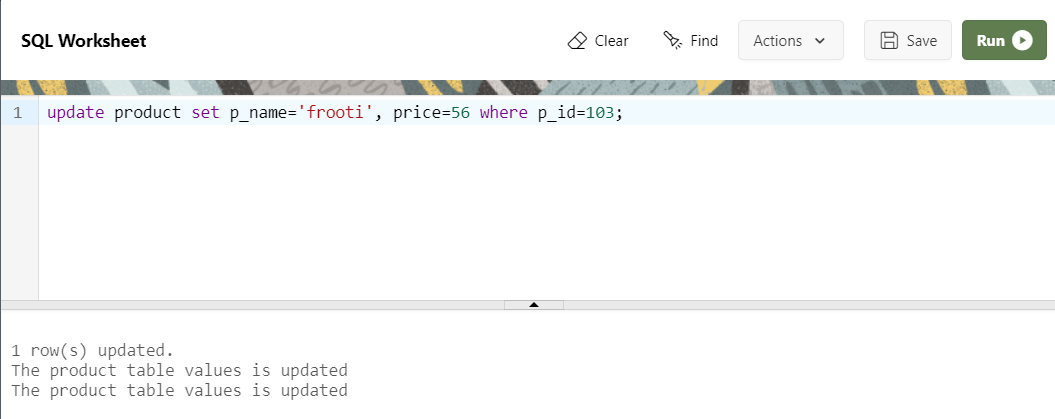 SQL Worksheet Clear Find Actions Save Run
1 update product set p_name='frooti', price=56 where p_id=103;
1 row(s) updated.
The product table values is updated
The product table values is updated